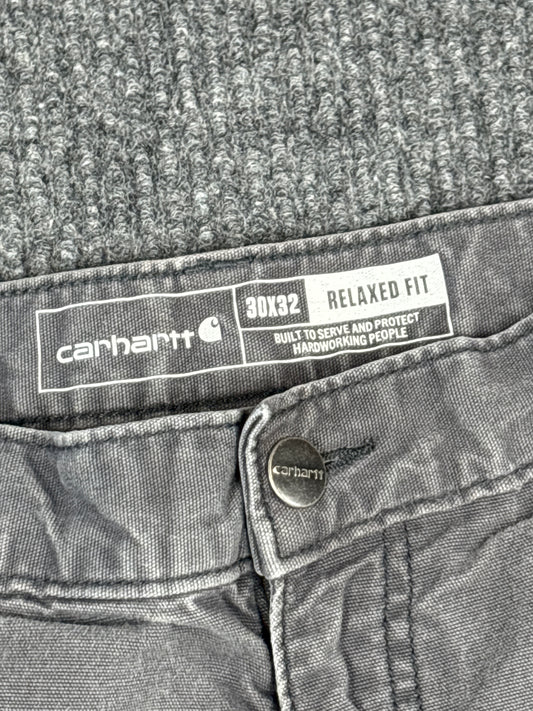 carhartt
30X32
RELAXED FIT
BUILT TO SERVE AND PROTECT
HARDWORKING PEOPLE
carhartt